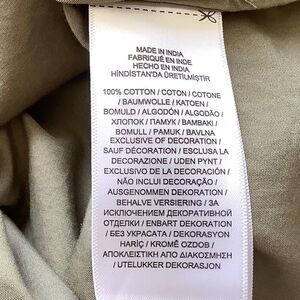 MADE IN INDIA
FABRIQUÉ EN INDE
HECHO EN INDIA
HİNDİSTAN'DA ÜRETİLMİŞTİR
100% COTTON / COTON / COTONE
/ BAUMWOLLE / KATOEN /
BOMULD / ALGODÓN / ALGODÃO /
ХЛОПОК / ПАМУК / BAMBAKI /
BOMULL / PAMUK / BAVLNA
EXCLUSIVE OF DECORATION /
SAUF DÉCORATION / ESCLUSA LA
DECORAZIONE / UDEN PYNT /
EXCLUSIVO DE LA DECORACIÓN /
NÃO INCLUI DECORAÇÃO /
AUSGENOMMEN DEKORATION /
BEHALVE VERSIERING / ЗА
ИСКЛЮЧЕНИЕМ ДЕКОРАТИВНОЙ
ОТДЕЛКИ / ENBART DEKORATION
/ БЕЗ УКРАСАТА / DEKORASYON
HARİÇ / KROMĚ OZDOB /
ΑΠΟΚΛΕΙΣΤΙΚΗ ΑΠΟ ΔΙΑΚΟΣΜΗΣΗ
/ UTELUKKER DEKORASJON